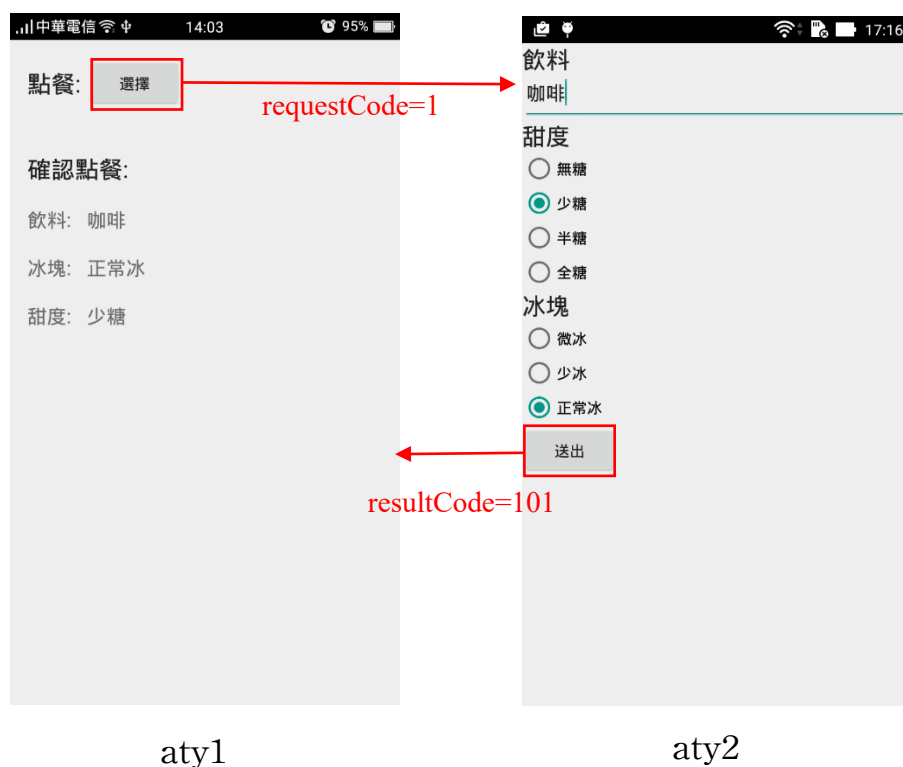 中華電信 14:03 95%
點餐: 選擇
requestCode=1
確認點餐:
飲料: 咖啡
冰塊: 正常冰
甜度: 少糖
aty1
17:16
飲料
咖啡
甜度
無糖
少糖
半糖
全糖
冰塊
微冰
少冰
正常冰
送出
resultCode=101
aty2